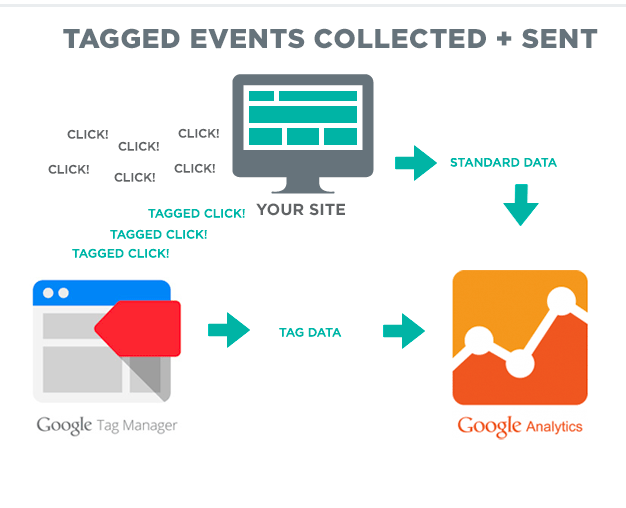 TAGGED EVENTS COLLECTED + SENT
CLICK!
CLICK!
CLICK!
CLICK!
CLICK!
CLICK!
STANDARD DATA
YOUR SITE
TAGGED CLICK!
TAGGED CLICK!
TAGGED CLICK!
TAG DATA
Google Tag Manager
Google Analytics